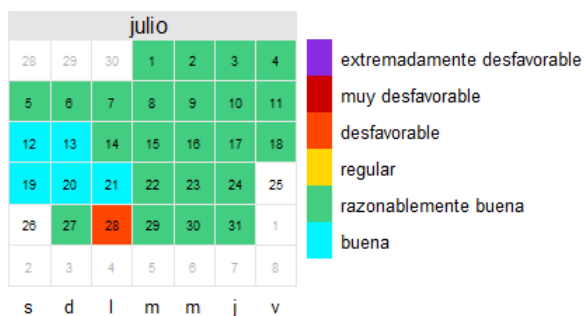 julio
28 29 30 1 2 3 4
5 6 7 8 9 10 11
12 13 14 15 16 17 18
19 20 21 22 23 24 25
26 27 28 29 30 31 1
2 3 4 5 6 7 8
s d l m m j v
extremadamente desfavorable
muy desfavorable
desfavorable
regular
razonablemente buena
buena